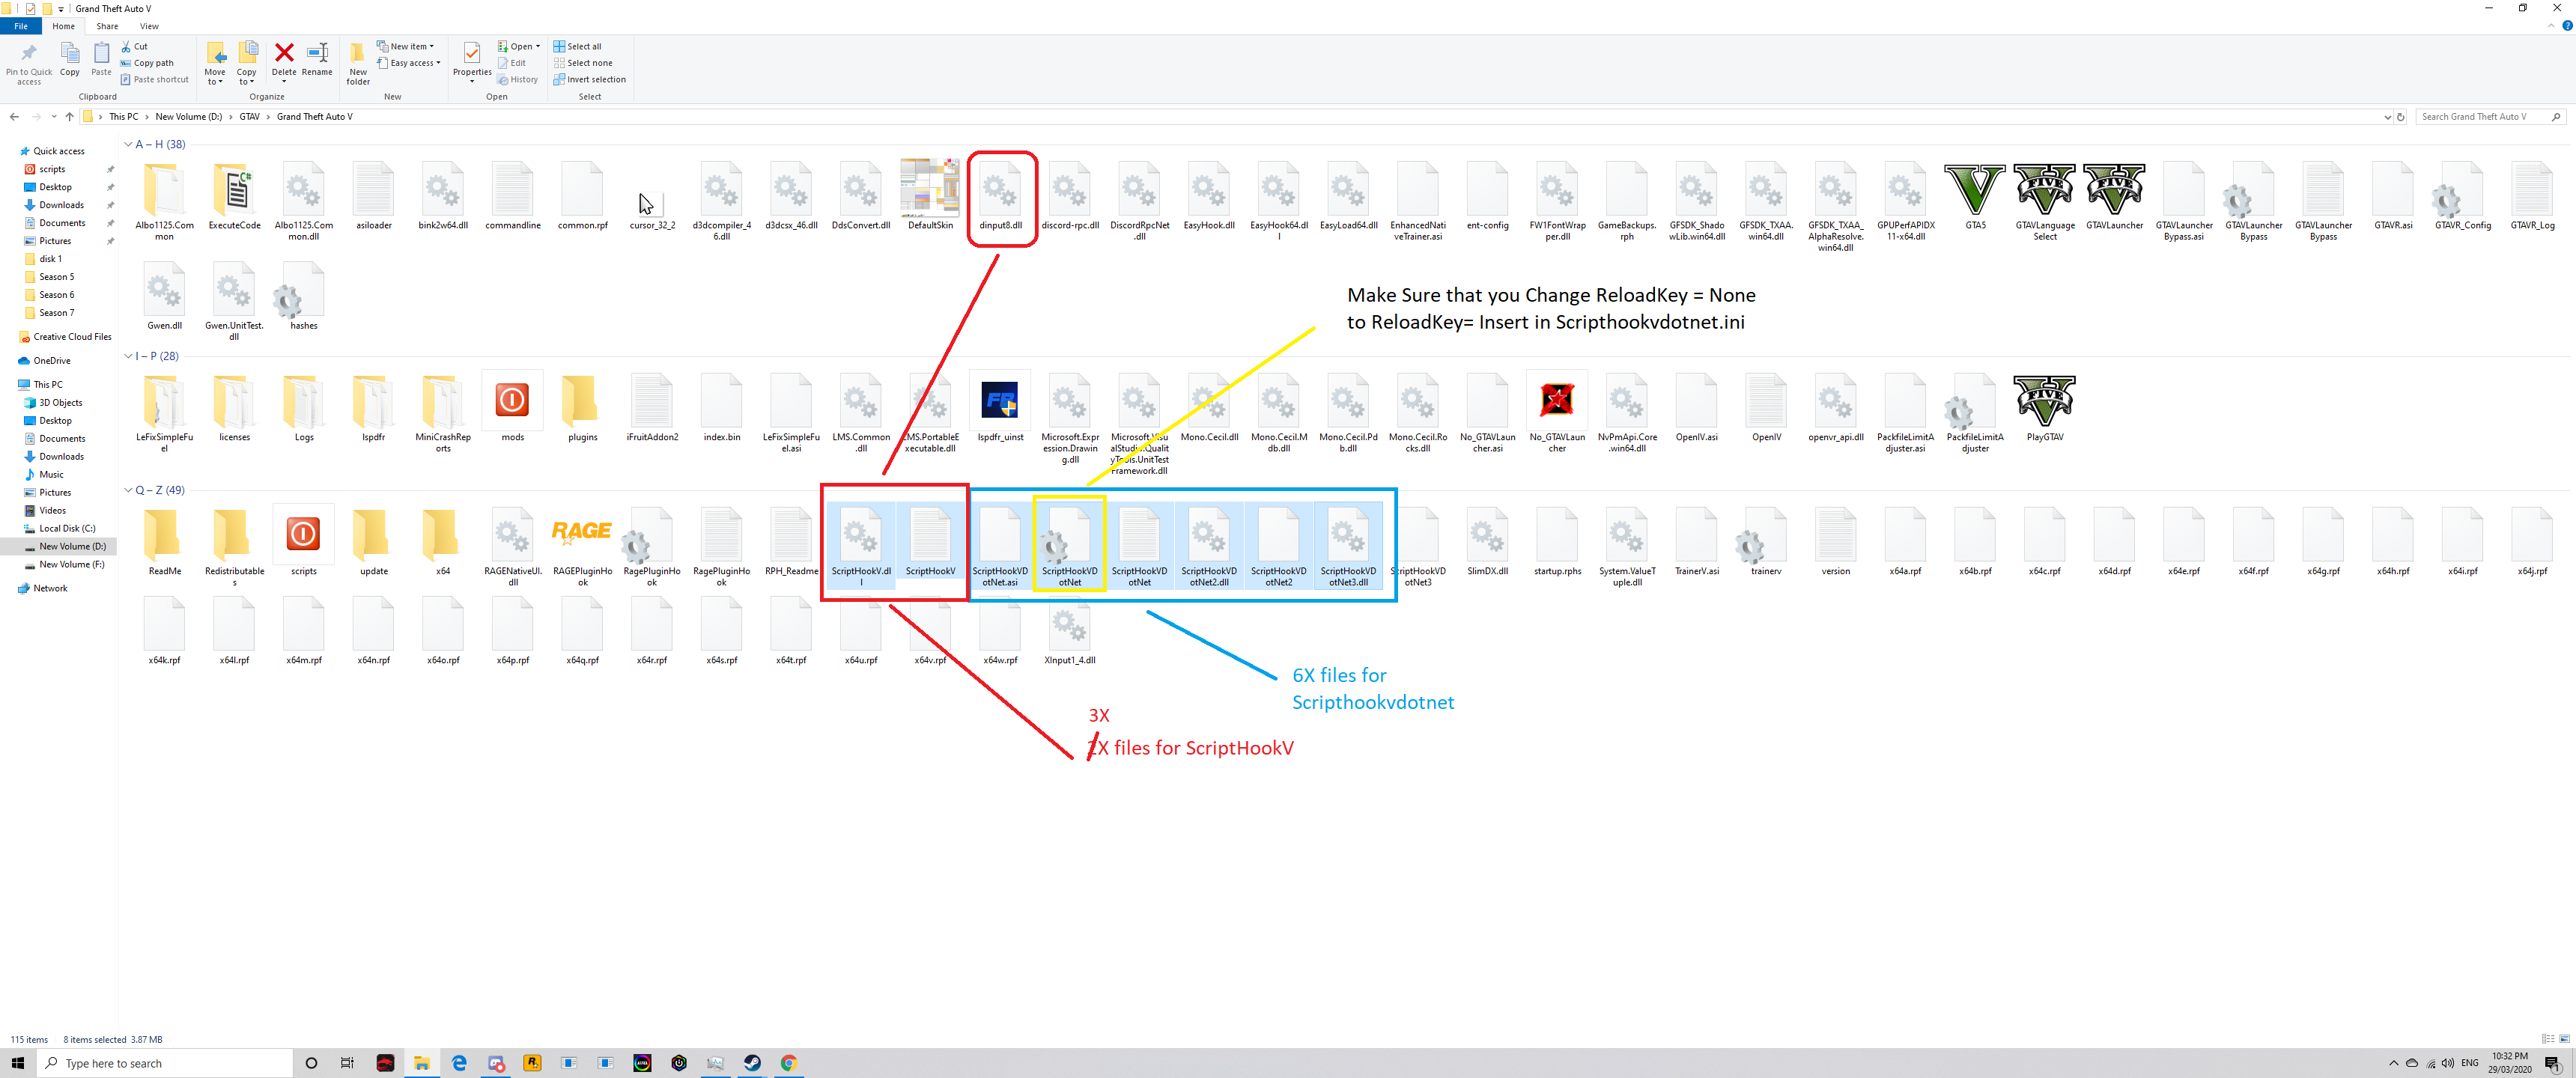 Grand Theft Auto V
File Home Share View
Pin to Quick access
Copy
Paste
Cut
Copy path
Paste shortcut
Clipboard
Move to
Copy to
Delete
Rename
Organize
New folder
New item
Easy access
New
Properties
Open
Edit
History
Open
Select all
Select none
Invert selection
Select
This PC > New Volume (D:) > GTAV > Grand Theft Auto V
Search Grand Theft Auto V
Quick access
scripts
Desktop
Downloads
Documents
Pictures
disk 1
Season 5
Season 6
Season 7
Creative Cloud Files
OneDrive
This PC
3D Objects
Desktop
Documents
Downloads
Music
Pictures
Videos
Local Disk (C:)
New Volume (D:)
New Volume (F:)
Network
A – H (38)
Albo1125.Common
ExecuteCode
Albo1125.Common.dll
asiloader
bink2w64.dll
commandline
common.rpf
cursor_32_2
d3dcompiler_46.dll
d3dcsx_46.dll
DdsConvert.dll
DefaultSkin
dinput8.dll
discord-rpc.dll
DiscordRpcNet.dll
EasyHook.dll
EasyHook64.dll
EasyLoad64.dll
EnhancedNativeTrainer.asi
ent-config
FW1FontWrapper.dll
GameBackups.rph
GFSDK_ShadowLib.win64.dll
GFSDK_TXAA.win64.dll
GFSDK_TXAA_AlphaResolve.win64.dll
GPUPerfAPIDX11-x64.dll
GTA5
GTAVLanguageSelect
GTAVLauncher
GTAVLauncherBypass.asi
GTAVLauncherBypass
GTAVLauncherBypass
GTAVR.asi
GTAVR_Config
GTAVR_Log
Gwen.dll
Gwen.UnitTest.dll
hashes
Make Sure that you Change ReloadKey = None
to ReloadKey= Insert in Scripthookvdotnet.ini
I – P (28)
LeFixSimpleFuel
licenses
Logs
lspdfr
MiniCrashReports
mods
plugins
iFruitAddon2
index.bin
LeFixSimpleFuel.asi
LMS.Common.dll
LMS.PortableExecutable.dll
lspdfr_uninst
Microsoft.Expression.Drawing.dll
Microsoft.VisualStudio.QualityTools.UnitTestFramework.dll
Mono.Cecil.dll
Mono.Cecil.Mdb.dll
Mono.Cecil.Pdb.dll
Mono.Cecil.Rocks.dll
No_GTAVLauncher.asi
No_GTAVLauncher
NvPmApi.Core.win64.dll
OpenIV.asi
OpenIV
openvr_api.dll
PackfileLimitAdjuster.asi
PackfileLimitAdjuster
PlayGTAV
Q – Z (49)
ReadMe
Redistributables
scripts
update
x64
RAGENativeUI.dll
RAGE
RAGEPluginHook
RagePluginHook
RagePluginHook
RPH_Readme
ScriptHookV.dll
ScriptHookV
ScriptHookVDotNet.asi
ScriptHookVDotNet
ScriptHookVDotNet
ScriptHookVDotNet2.dll
ScriptHookVDotNet2
ScriptHookVDotNet3.dll
ScriptHookVDotNet3
SlimDX.dll
startup.rphs
System.ValueTuple.dll
TrainerV.asi
trainerv
version
x64a.rpf
x64b.rpf
x64c.rpf
x64d.rpf
x64e.rpf
x64f.rpf
x64g.rpf
x64h.rpf
x64i.rpf
x64j.rpf
x64k.rpf
x64l.rpf
x64m.rpf
x64n.rpf
x64o.rpf
x64p.rpf
x64q.rpf
x64r.rpf
x64s.rpf
x64t.rpf
x64u.rpf
x64v.rpf
x64w.rpf
XInput1_4.dll
6X files for
Scripthookvdotnet
3X
2X files for ScriptHookV
115 items 8 items selected 3.87 MB
Type here to search
ENG
10:32 PM
29/03/2020